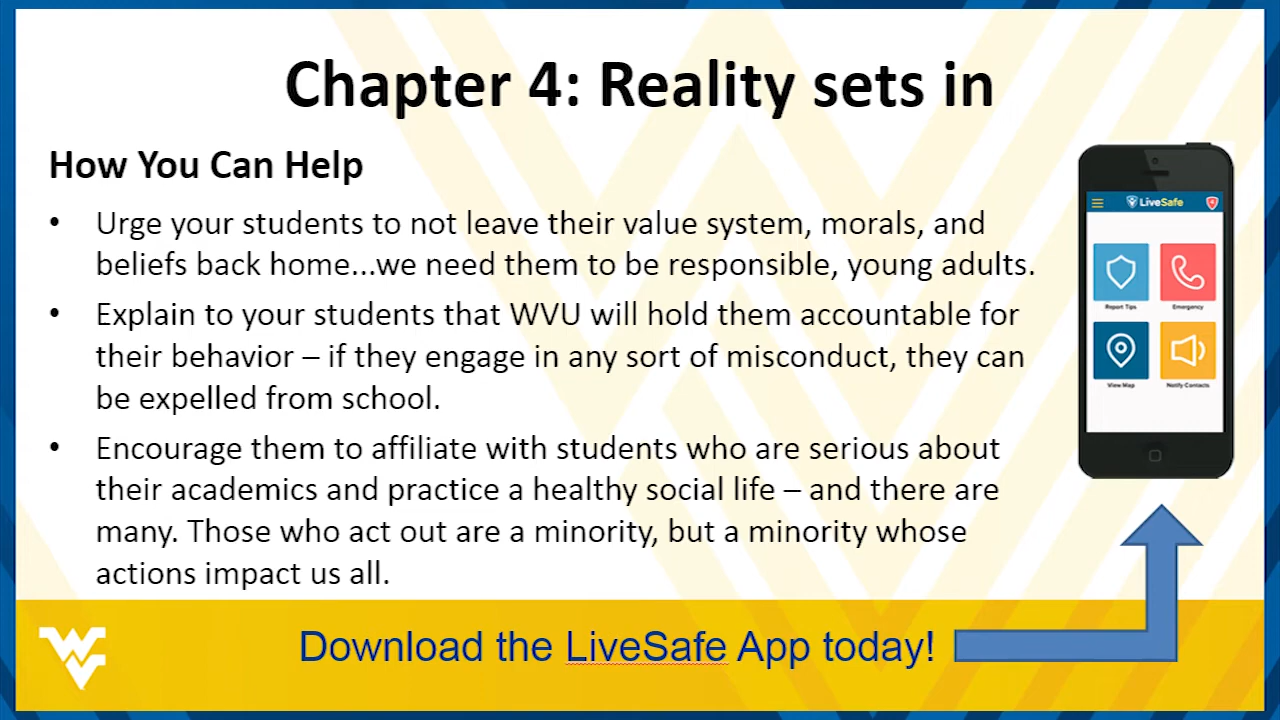 Chapter 4: Reality sets in
How You Can Help
• Urge your students to not leave their value system, morals, and
beliefs back home...we need them to be responsible, young adults.
• Explain to your students that WVU will hold them accountable for
their behavior – if they engage in any sort of misconduct, they can
be expelled from school.
• Encourage them to affiliate with students who are serious about
their academics and practice a healthy social life – and there are
many. Those who act out are a minority, but a minority whose
actions impact us all.
LiveSafe
Report Tips
Emergency
View Map
Notify Contacts
Download the LiveSafe App today!
WV